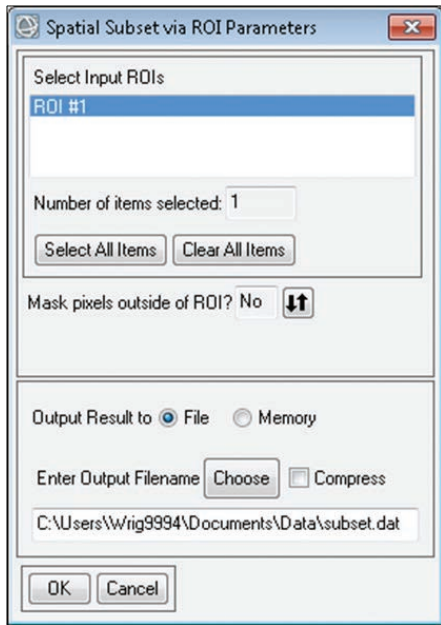 Spatial Subset via ROI Parameters
Select Input ROIs
ROI #1
Number of items selected: 1
Select All Items Clear All Items
Mask pixels outside of ROI? No
Output Result to File Memory
Enter Output Filename Choose Compress
C:\Users\Wrig9994\Documents\Data\subset.dat
OK Cancel